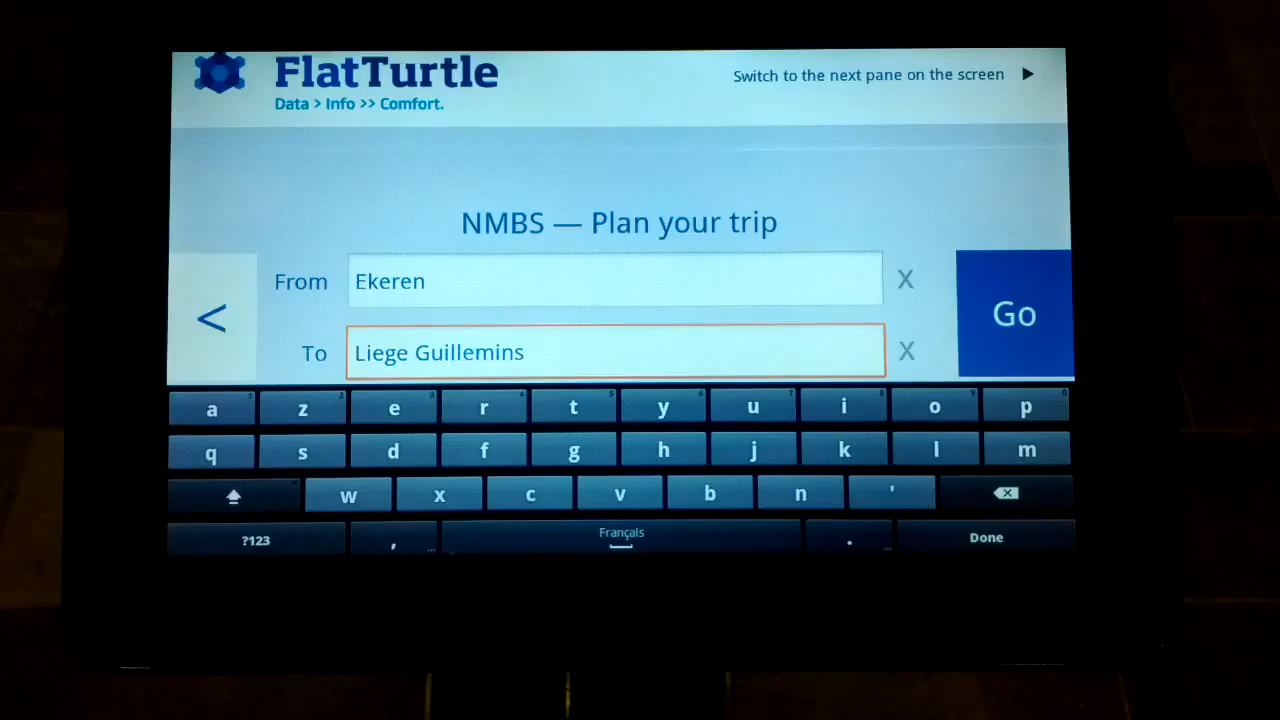 FlatTurtle
Data > Info >> Comfort.
Switch to the next pane on the screen ►
NMBS — Plan your trip
<
From Ekeren X
To Liege Guillemins X
Go
a z e r t y u i o p
q s d f g h j k l m
w x c v b n '
?123 , ... Français . ... Done